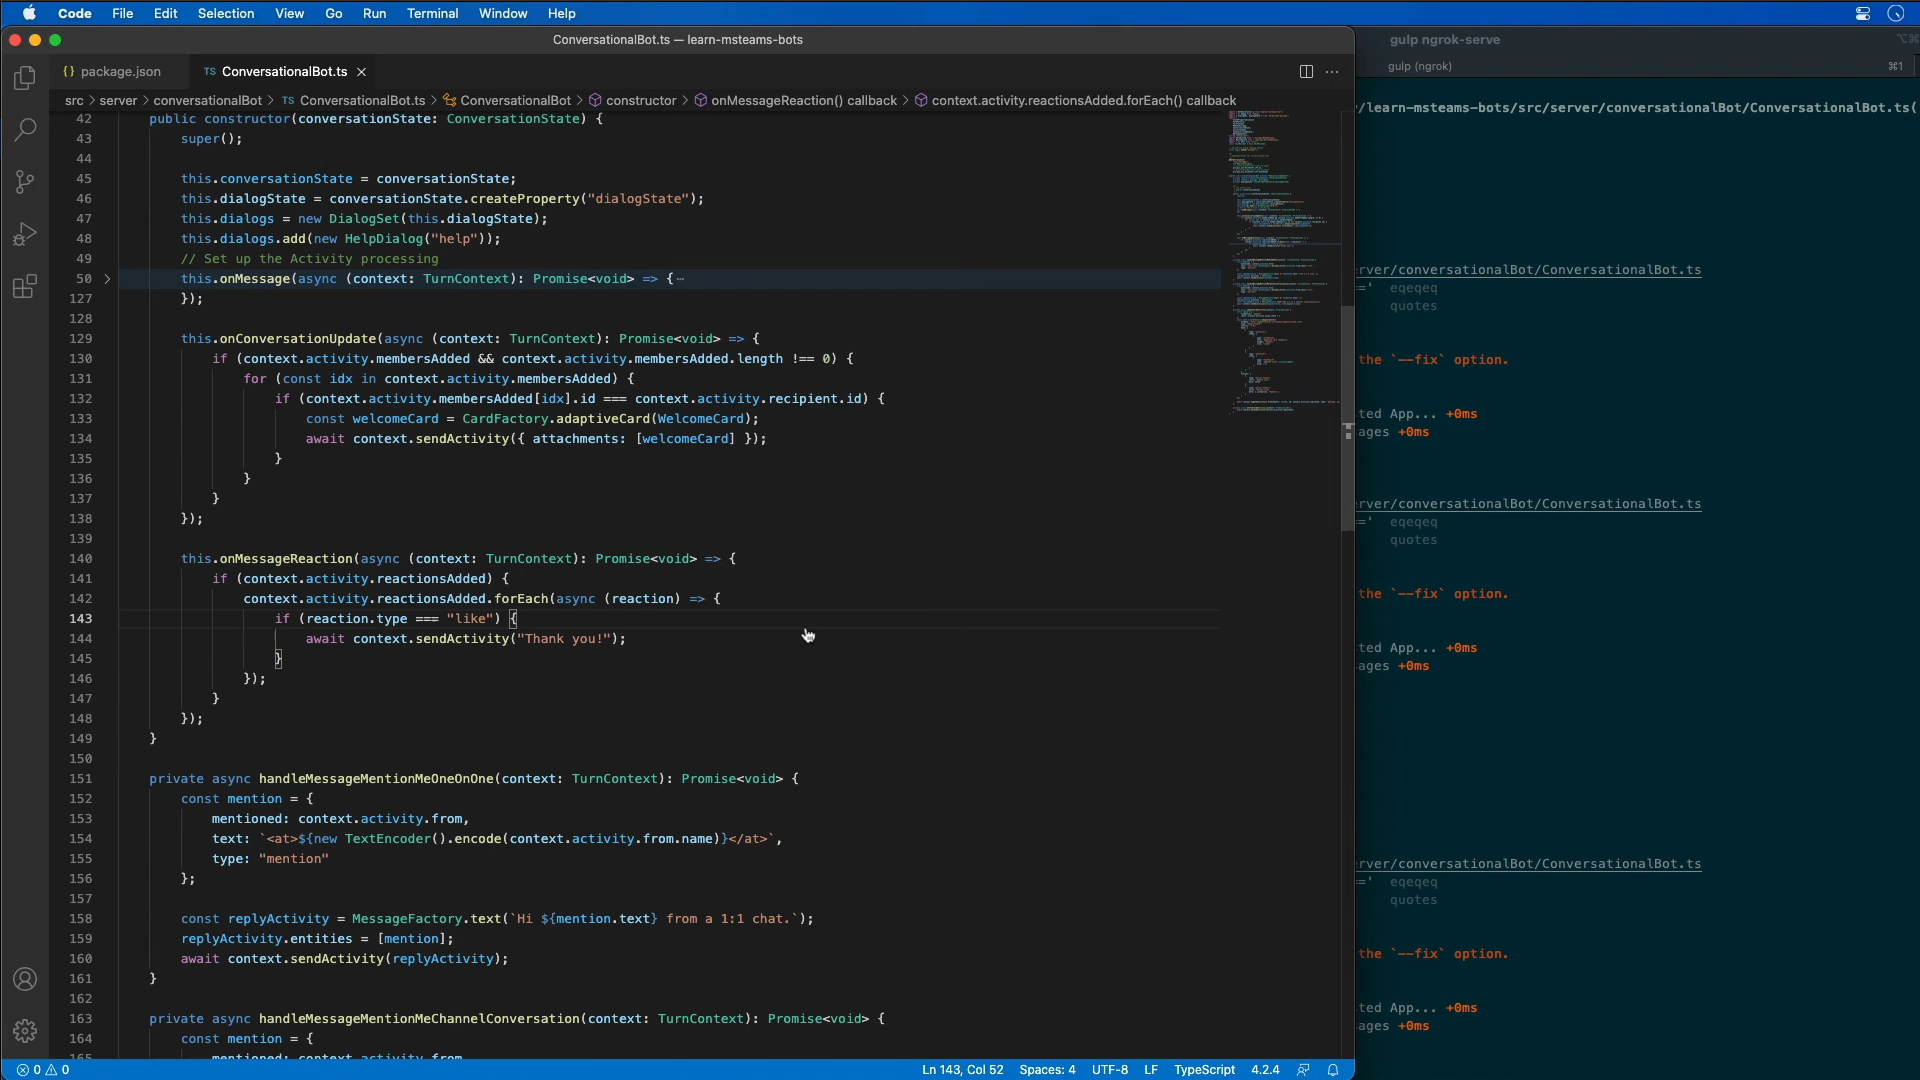 Code File Edit Selection View Go Run Terminal Window Help
ConversationalBot.ts — learn-msteams-bots
{} package.json TS ConversationalBot.ts ×
src > server > conversationalBot > TS ConversationalBot.ts > ConversationalBot > constructor > onMessageReaction() callback > context.activity.reactionsAdded.forEach() callback
42 public constructor(conversationState: ConversationState) {
43 super();
44
45 this.conversationState = conversationState;
46 this.dialogState = conversationState.createProperty("dialogState");
47 this.dialogs = new DialogSet(this.dialogState);
48 this.dialogs.add(new HelpDialog("help"));
49 // Set up the Activity processing
50 > this.onMessage(async (context: TurnContext): Promise<void> => {⋯
127 });
128
129 this.onConversationUpdate(async (context: TurnContext): Promise<void> => {
130 if (context.activity.membersAdded && context.activity.membersAdded.length !== 0) {
131 for (const idx in context.activity.membersAdded) {
132 if (context.activity.membersAdded[idx].id === context.activity.recipient.id) {
133 const welcomeCard = CardFactory.adaptiveCard(WelcomeCard);
134 await context.sendActivity({ attachments: [welcomeCard] });
135 }
136 }
137 }
138 });
139
140 this.onMessageReaction(async (context: TurnContext): Promise<void> => {
141 if (context.activity.reactionsAdded) {
142 context.activity.reactionsAdded.forEach(async (reaction) => {
143 if (reaction.type === "like") {
144 await context.sendActivity("Thank you!");
145 }
146 });
147 }
148 });
149 }
150
151 private async handleMessageMentionMeOneOnOne(context: TurnContext): Promise<void> {
152 const mention = {
153 mentioned: context.activity.from,
154 text: `<at>${new TextEncoder().encode(context.activity.from.name)}</at>`,
155 type: "mention"
156 };
157
158 const replyActivity = MessageFactory.text(`Hi ${mention.text} from a 1:1 chat.`);
159 replyActivity.entities = [mention];
160 await context.sendActivity(replyActivity);
161 }
162
163 private async handleMessageMentionMeChannelConversation(context: TurnContext): Promise<void> {
164 const mention = {
165 mentioned: context.activity.from,
0 0 Ln 143, Col 52 Spaces: 4 UTF-8 LF TypeScript 4.2.4
gulp ngrok-serve
gulp (ngrok) ⌘1
/learn-msteams-bots/src/server/conversationalBot/ConversationalBot.ts(
rver/conversationalBot/ConversationalBot.ts
=' eqeqeq
quotes
the `--fix` option.
ted App... +0ms
ages +0ms
rver/conversationalBot/ConversationalBot.ts
=' eqeqeq
quotes
the `--fix` option.
ted App... +0ms
ages +0ms
rver/conversationalBot/ConversationalBot.ts
=' eqeqeq
quotes
the `--fix` option.
ted App... +0ms
ages +0ms